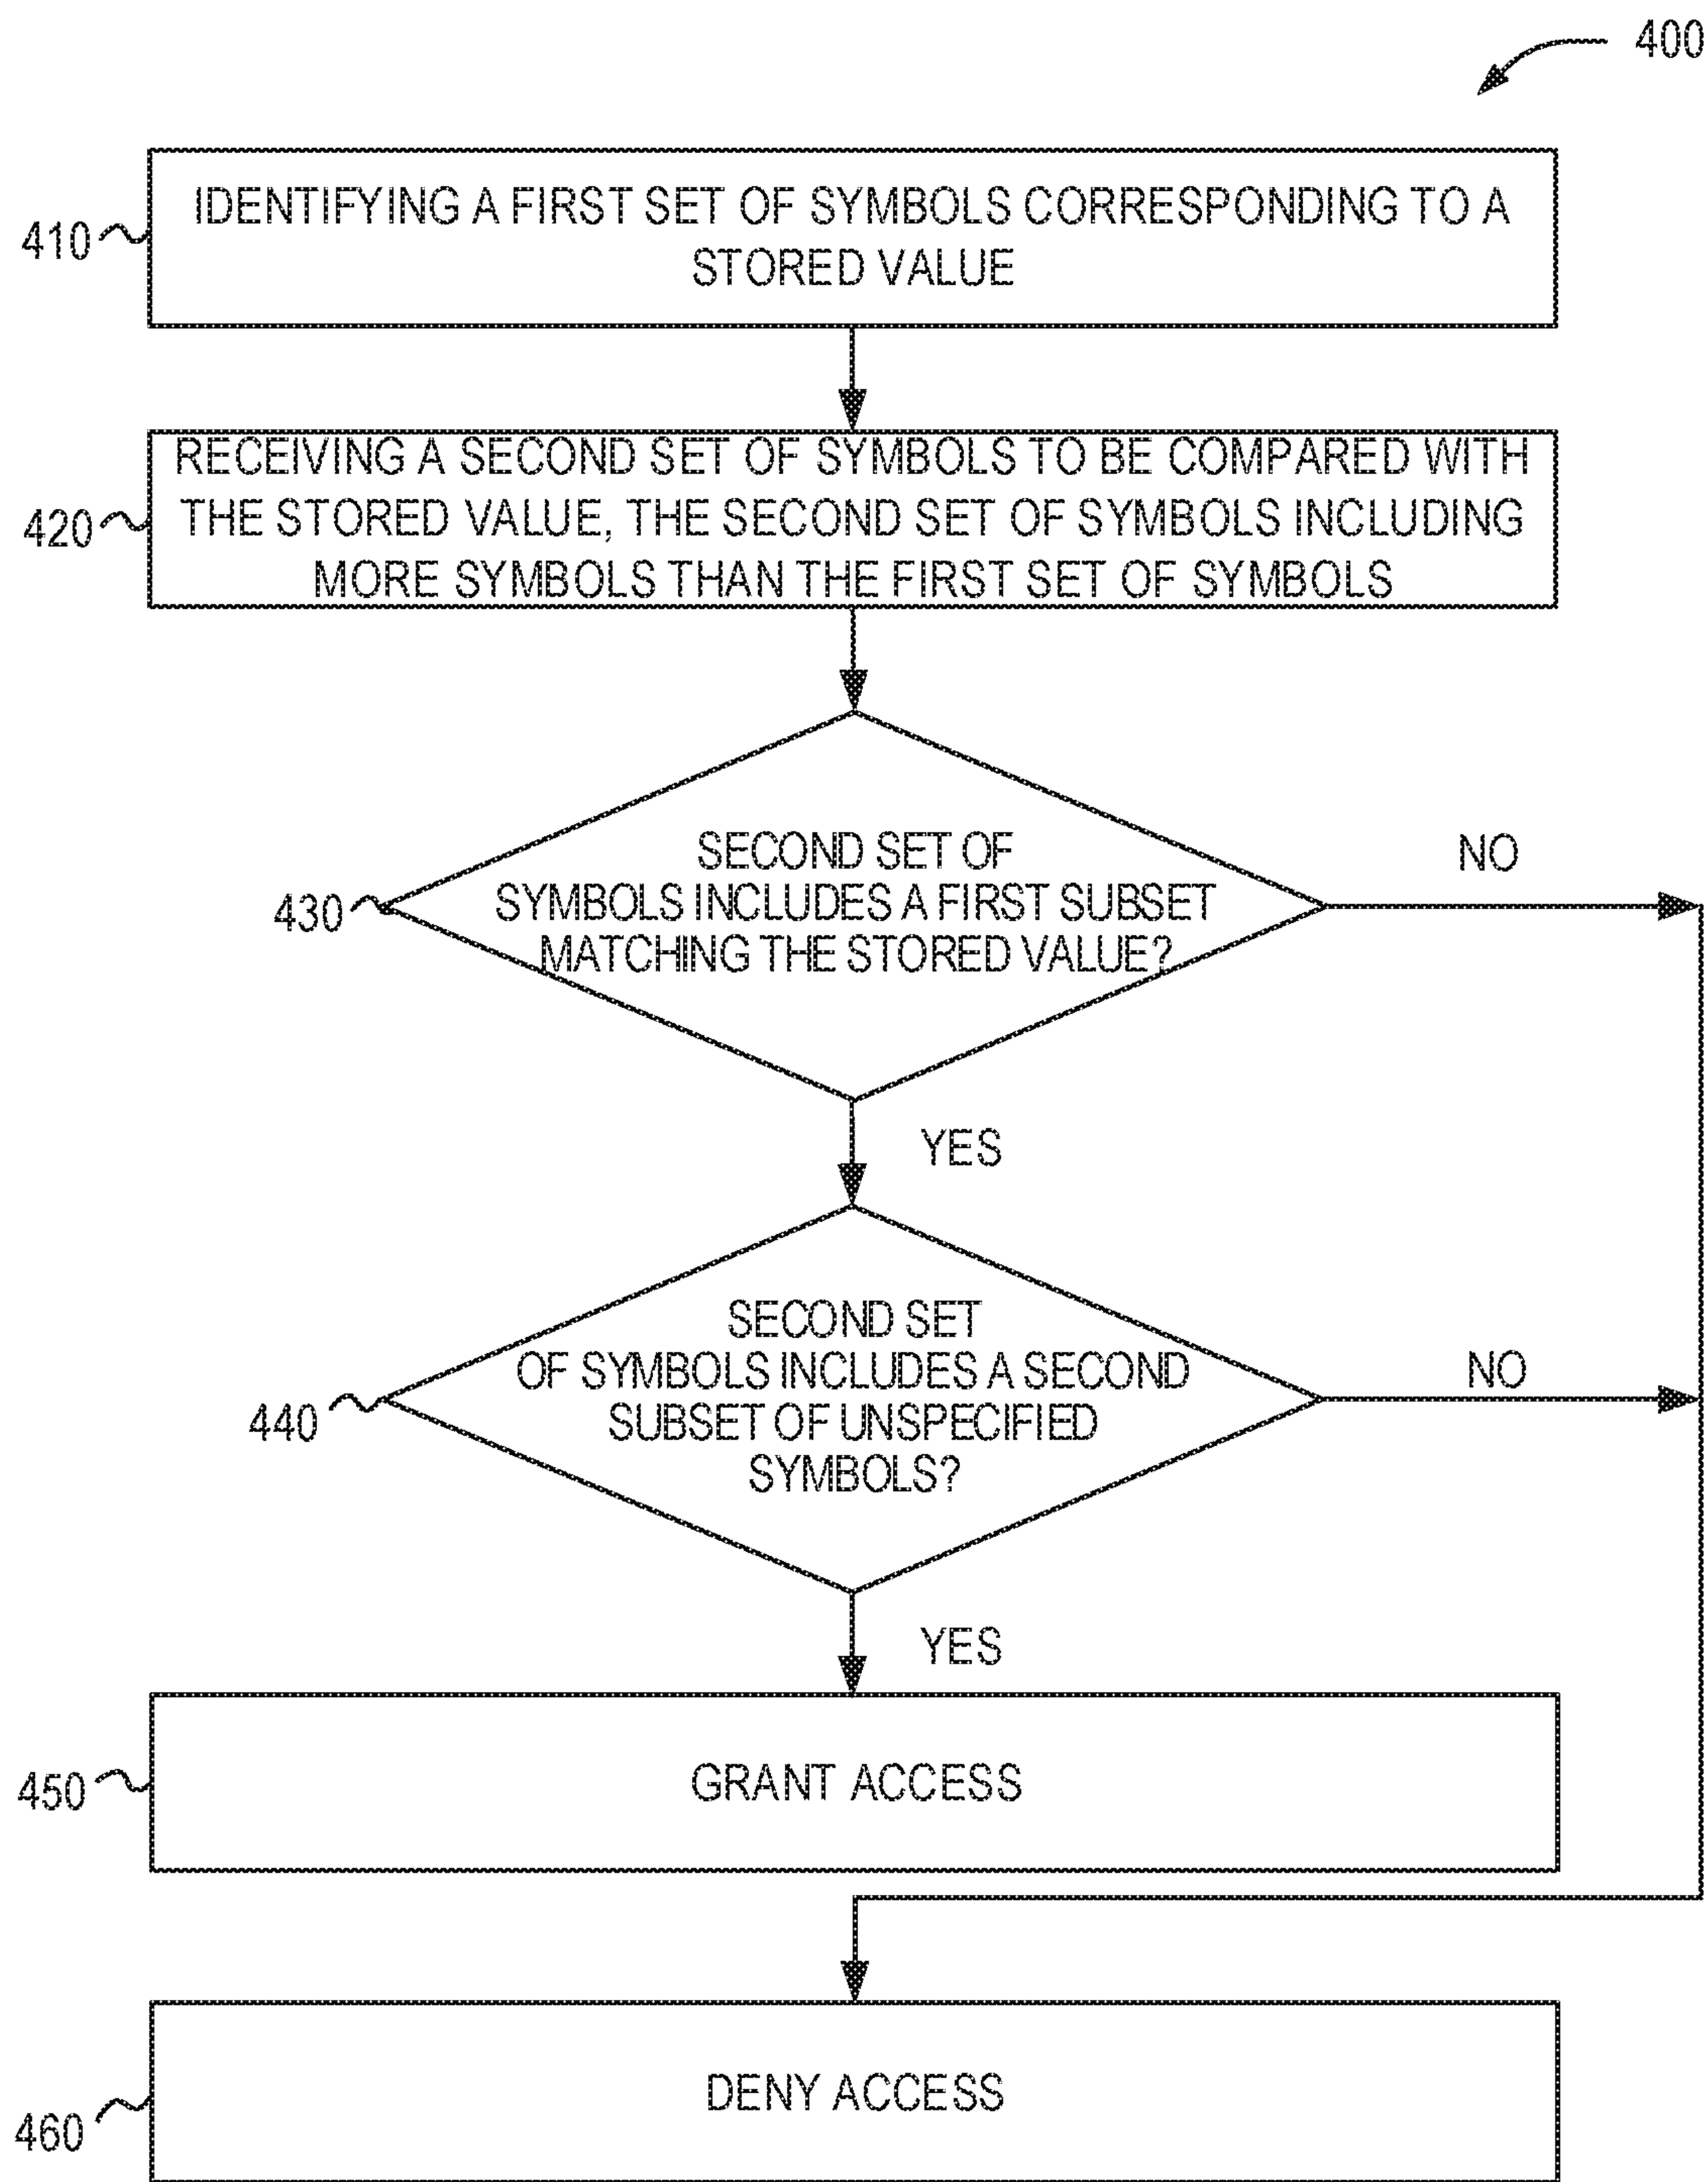 400
410
IDENTIFYING A FIRST SET OF SYMBOLS CORRESPONDING TO A
STORED VALUE
420
RECEIVING A SECOND SET OF SYMBOLS TO BE COMPARED WITH
THE STORED VALUE, THE SECOND SET OF SYMBOLS INCLUDING
MORE SYMBOLS THAN THE FIRST SET OF SYMBOLS
430
SECOND SET OF
SYMBOLS INCLUDES A FIRST SUBSET
MATCHING THE STORED VALUE?
NO
YES
440
SECOND SET
OF SYMBOLS INCLUDES A SECOND
SUBSET OF UNSPECIFIED
SYMBOLS?
NO
YES
450
GRANT ACCESS
460
DENY ACCESS